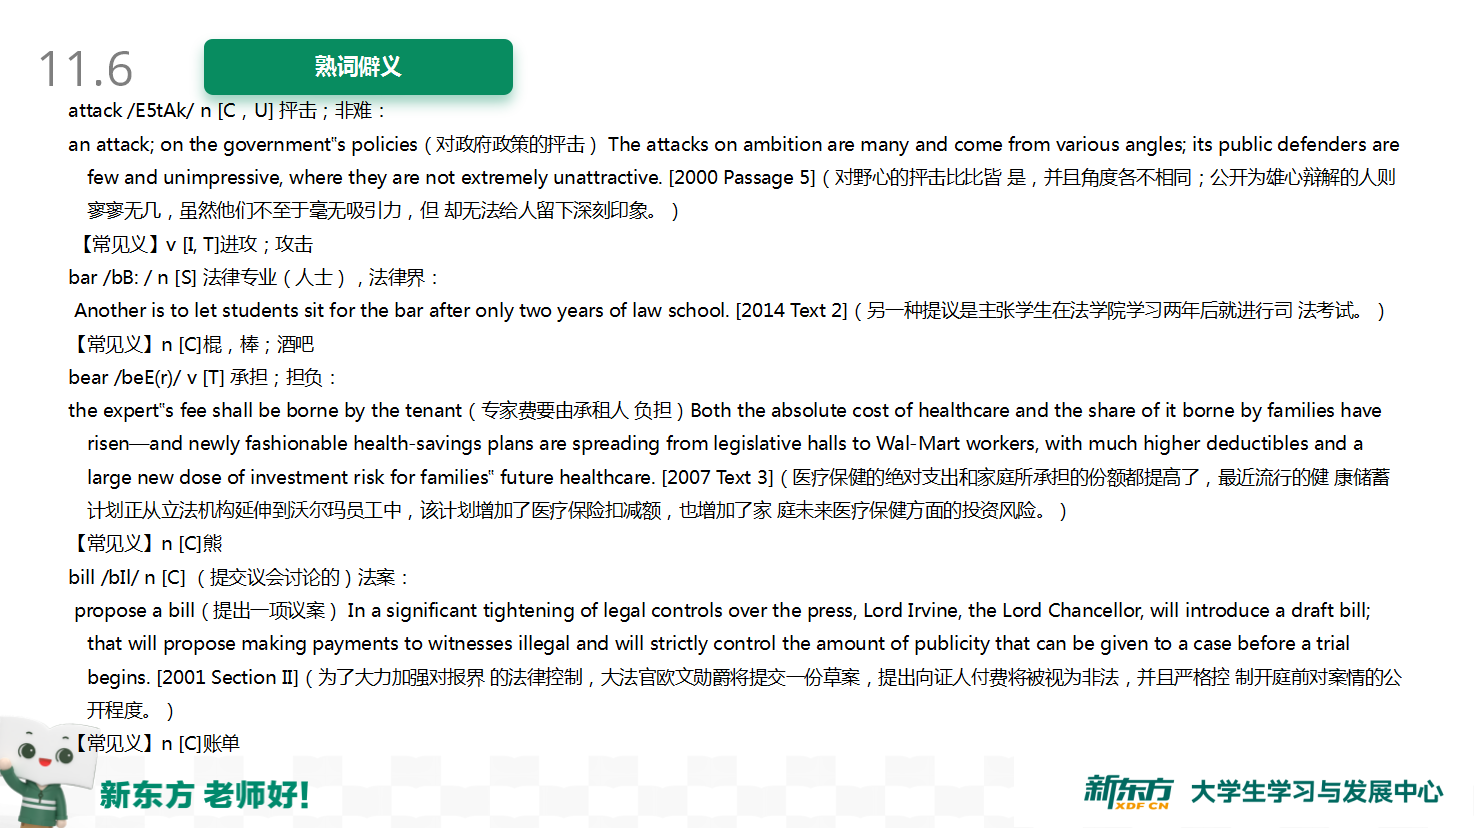 11.6
熟词僻义
attack /E5tAk/ n [C，U] 抨击；非难：
an attack; on the government‟s policies（对政府政策的抨击） The attacks on ambition are many and come from various angles; its public defenders are
few and unimpressive, where they are not extremely unattractive. [2000 Passage 5]（对野心的抨击比比皆 是，并且角度各不相同；公开为雄心辩解的人则
寥寥无几，虽然他们不至于毫无吸引力，但 却无法给人留下深刻印象。）
【常见义】v [I, T]进攻；攻击
bar /bB: / n [S] 法律专业（人士），法律界：
Another is to let students sit for the bar after only two years of law school. [2014 Text 2]（另一种提议是主张学生在法学院学习两年后就进行司 法考试。）
【常见义】n [C]棍，棒；酒吧
bear /beE(r)/ v [T] 承担；担负：
the expert‟s fee shall be borne by the tenant（专家费要由承租人 负担）Both the absolute cost of healthcare and the share of it borne by families have
risen—and newly fashionable health-savings plans are spreading from legislative halls to Wal-Mart workers, with much higher deductibles and a
large new dose of investment risk for families‟ future healthcare. [2007 Text 3]（医疗保健的绝对支出和家庭所承担的份额都提高了，最近流行的健 康储蓄
计划正从立法机构延伸到沃尔玛员工中，该计划增加了医疗保险扣减额，也增加了家 庭未来医疗保健方面的投资风险。）
【常见义】n [C]熊
bill /bIl/ n [C] （提交议会讨论的）法案：
propose a bill（提出一项议案） In a significant tightening of legal controls over the press, Lord Irvine, the Lord Chancellor, will introduce a draft bill;
that will propose making payments to witnesses illegal and will strictly control the amount of publicity that can be given to a case before a trial
begins. [2001 Section II]（为了大力加强对报界 的法律控制，大法官欧文勋爵将提交一份草案，提出向证人付费将被视为非法，并且严格控 制开庭前对案情的公
开程度。）
【常见义】n [C]账单
新东方 老师好！
新东方 大学生学习与发展中心
XDF.CN